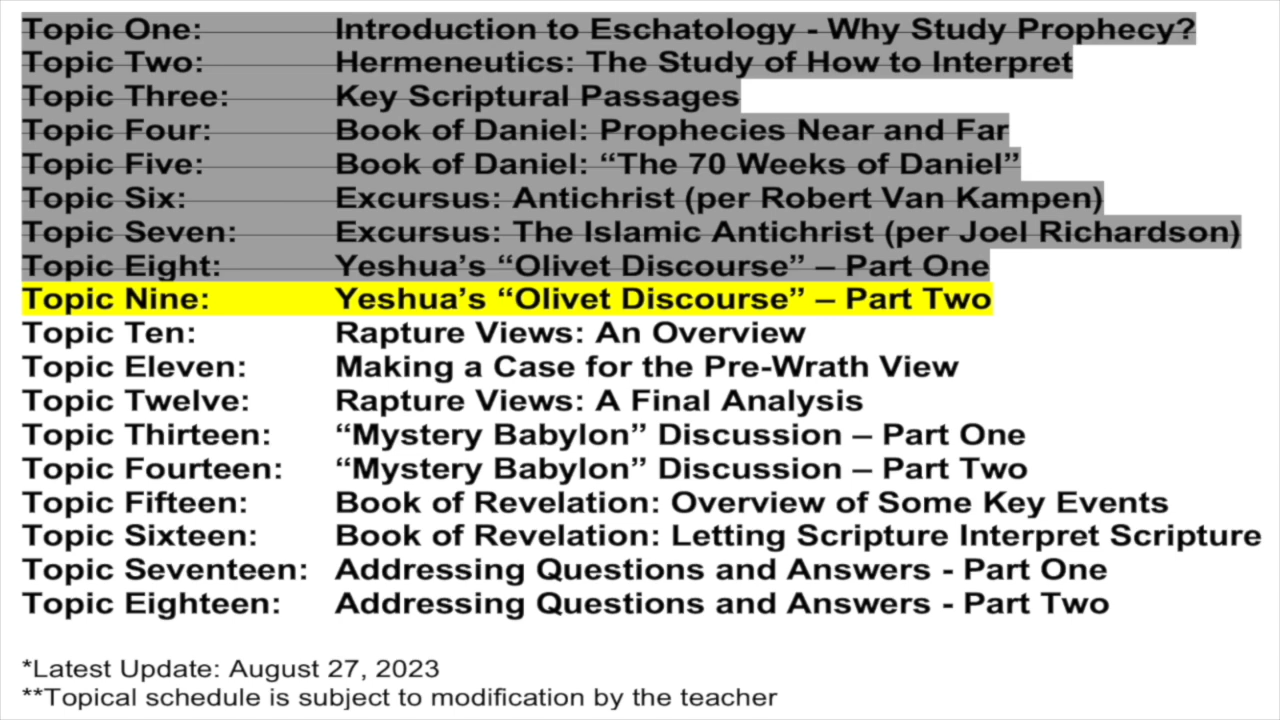 Topic One: Introduction to Eschatology - Why Study Prophecy?
Topic Two: Hermeneutics: The Study of How to Interpret
Topic Three: Key Scriptural Passages
Topic Four: Book of Daniel: Prophecies Near and Far
Topic Five: Book of Daniel: “The 70 Weeks of Daniel”
Topic Six: Excursus: Antichrist (per Robert Van Kampen)
Topic Seven: Excursus: The Islamic Antichrist (per Joel Richardson)
Topic Eight: Yeshua’s “Olivet Discourse” – Part One
Topic Nine: Yeshua’s “Olivet Discourse” – Part Two
Topic Ten: Rapture Views: An Overview
Topic Eleven: Making a Case for the Pre-Wrath View
Topic Twelve: Rapture Views: A Final Analysis
Topic Thirteen: “Mystery Babylon” Discussion – Part One
Topic Fourteen: “Mystery Babylon” Discussion – Part Two
Topic Fifteen: Book of Revelation: Overview of Some Key Events
Topic Sixteen: Book of Revelation: Letting Scripture Interpret Scripture
Topic Seventeen: Addressing Questions and Answers - Part One
Topic Eighteen: Addressing Questions and Answers - Part Two
*Latest Update: August 27, 2023
**Topical schedule is subject to modification by the teacher